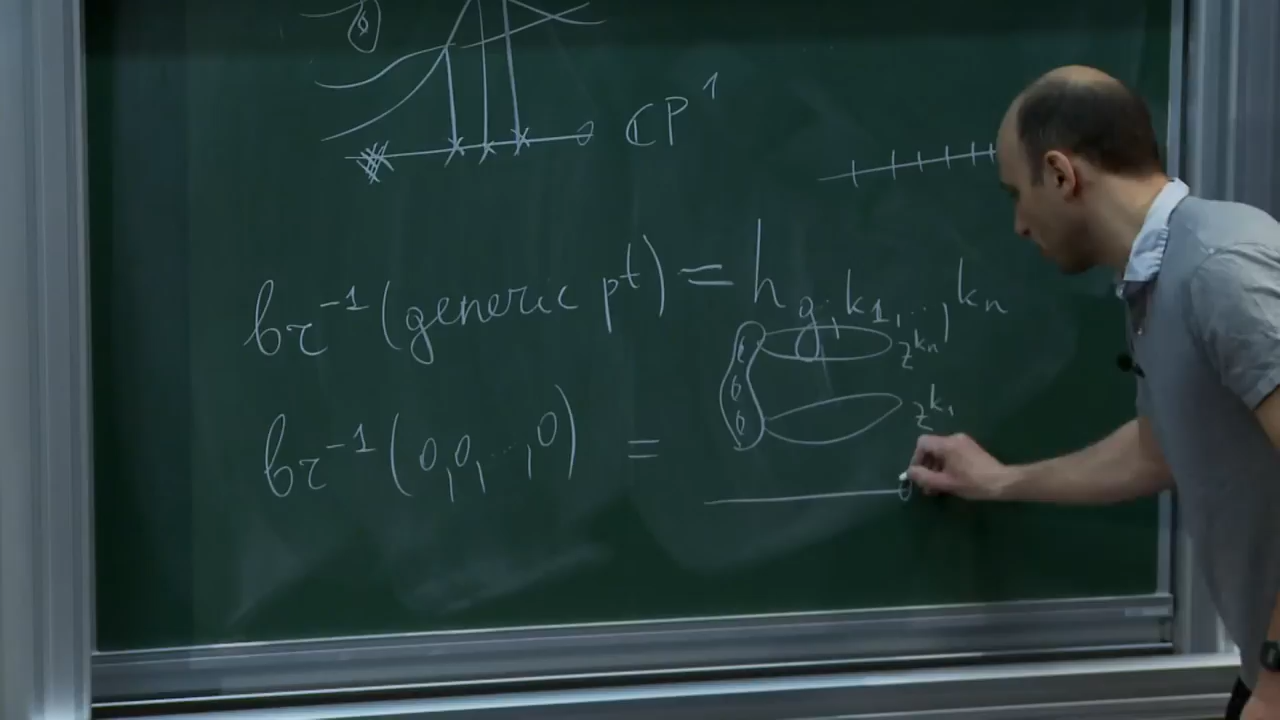 ℂP¹
br⁻¹(generic pt) = h_{g;k₁,...,kₙ}
z^{kₙ}
z^{k₁}
br⁻¹(0,0,...,0) =